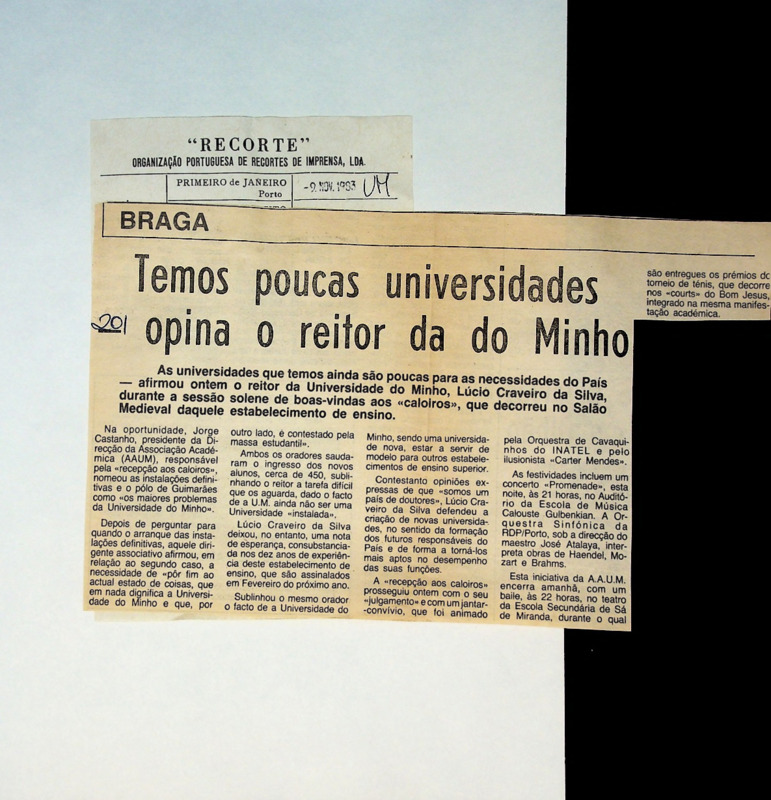 “RECORTE”
ORGANIZAÇÃO PORTUGUESA DE RECORTES DE IMPRENSA, LDA.
PRIMEIRO de JANEIRO
Porto
-9. NOV. 1983
UM
BRAGA
Temos poucas universidades
opina o reitor da do Minho
201
As universidades que temos ainda são poucas para as necessidades do País
— afirmou ontem o reitor da Universidade do Minho, Lúcio Craveiro da Silva,
durante a sessão solene de boas-vindas aos «caloiros», que decorreu no Salão
Medieval daquele estabelecimento de ensino.
Na oportunidade, Jorge
Castanho, presidente da Di-
recção da Associação Acadé-
mica (AAUM), responsável
pela «recepção aos caloiros»,
nomeou as instalações defini-
tivas e o pólo de Guimarães
como «os maiores problemas
da Universidade do Minho».
Depois de perguntar para
quando o arranque das insta-
lações definitivas, aquele diri-
gente associativo afirmou, em
relação ao segundo caso, a
necessidade de «pôr fim ao
actual estado de coisas, que
em nada dignifica a Universi-
dade do Minho e que, por
outro lado, é contestado pela
massa estudantil».
Ambos os oradores sauda-
ram o ingresso dos novos
alunos, cerca de 450, subli-
nhando o reitor a tarefa difícil
que os aguarda, dado o facto
de a U.M. ainda não ser uma
Universidade «instalada».
Lúcio Craveiro da Silva
deixou, no entanto, uma nota
de esperança, consubstancia-
da nos dez anos de experiên-
cia deste estabelecimento de
ensino, que são assinalados
em Fevereiro do próximo ano.
Sublinhou o mesmo orador
o facto de a Universidade do
Minho, sendo uma universida-
de nova, estar a servir de
modelo para outros estabele-
cimentos de ensino superior.
Contestanto opiniões ex-
pressas de que «somos um
país de doutores», Lúcio Cra-
veiro da Silva defendeu a
criação de novas universida-
des, no sentido da formação
dos futuros responsáveis do
País e de forma a torná-los
mais aptos no desempenho
das suas funções.
A «recepção aos caloiros»
prosseguiu ontem com o seu
«julgamento» e com um jantar-
-convívio, que foi animado
pela Orquestra de Cavaqui-
nhos do INATEL e pelo
ilusionista «Carter Mendes».
As festividades incluem um
concerto «Promenade», esta
noite, às 21 horas, no Auditó-
rio da Escola de Música
Calouste Gulbenkian. A Or-
questra Sinfónica da
RDP/Porto, sob a direcção do
maestro José Atalaya, inter-
preta obras de Haendel, Mo-
zart e Brahms.
Esta iniciativa da A.A.U.M.
encerra amanhã, com um
baile, às 22 horas, no teatro
da Escola Secundária de Sá
de Miranda, durante o qual
são entregues os prémios do
torneio de ténis, que decorre
nos «courts» do Bom Jesus,
integrado na mesma manifes-
tação académica.